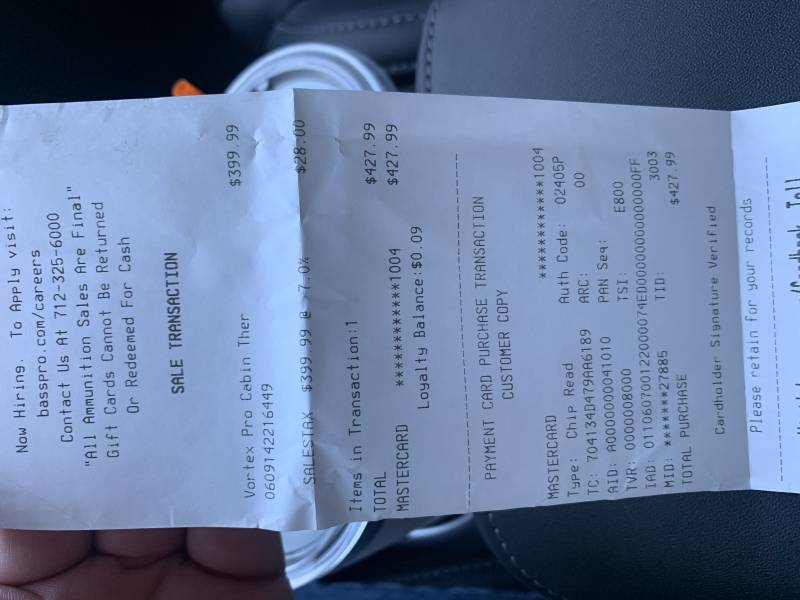 Now Hiring. To Apply visit:
basspro.com/careers
Contact Us At 712-325-6000
"All Ammunition Sales Are Final"
Gift Cards Cannot Be Returned
Or Redeemed For Cash
SALE TRANSACTION
Vortex Pro Cabin Ther $399.99
0609142216449
SALESTAX $399.99 @ 7.0% $28.00
Items in Transaction:1
TOTAL $427.99
MASTERCARD $427.99
************1004
Loyalty Balance:$0.09
PAYMENT CARD PURCHASE TRANSACTION
CUSTOMER COPY
MASTERCARD ************1004
Type: Chip Read Auth Code: 02405P
TC: 704134D479AA6189 ARC: 00
AID: A0000000041010 PAN Seq:
TVR: 0000008000 TSI: E800
IAD: 011060700122000074ED00000000000000FF
MID: *******27885 TID: 3003
TOTAL PURCHASE $427.99
Cardholder Signature Verified
Please retain for your records